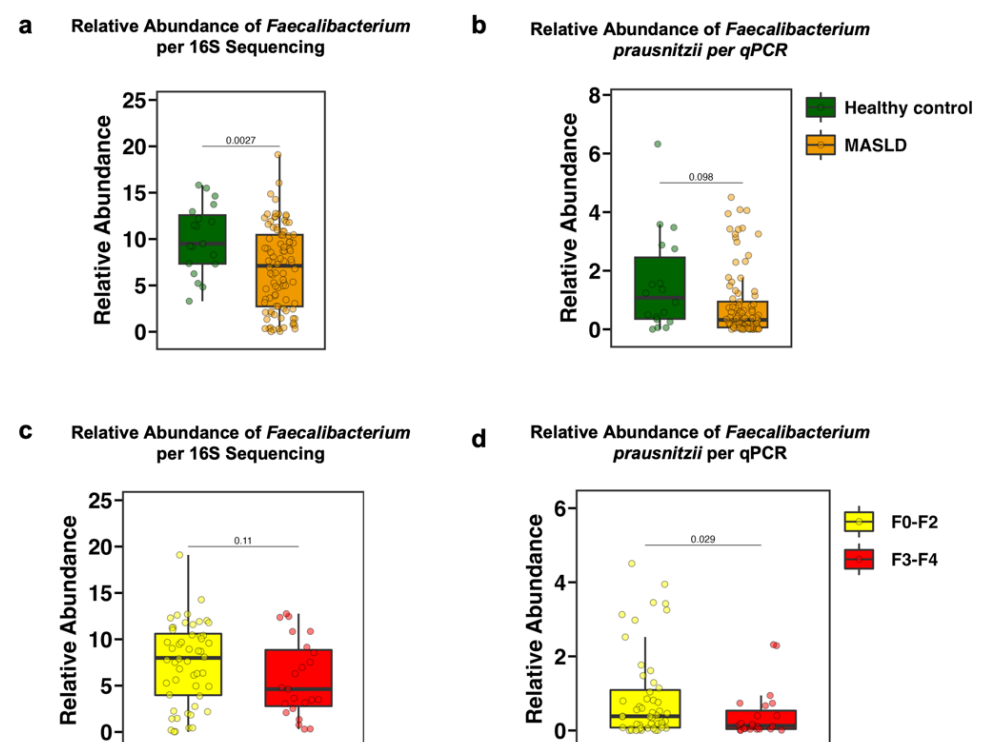 a
Relative Abundance of Faecalibacterium
per 16S Sequencing
Relative Abundance
25
20
15
10
5
0
0.0027
b
Relative Abundance of Faecalibacterium
prausnitzii per qPCR
Relative Abundance
8
6
4
2
0
0.098
Healthy control
MASLD
c
Relative Abundance of Faecalibacterium
per 16S Sequencing
Relative Abundance
25
20
15
10
5
0
0.11
d
Relative Abundance of Faecalibacterium
prausnitzii per qPCR
Relative Abundance
6
4
2
0
0.029
F0-F2
F3-F4